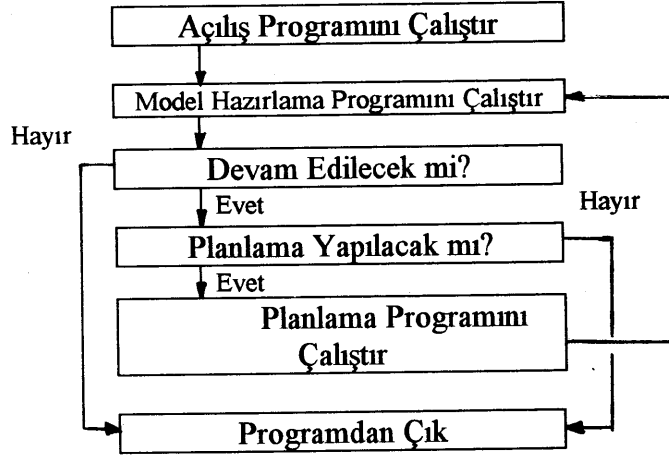 Açılış Programını Çalıştır
Model Hazırlama Programını Çalıştır
Hayır
Devam Edilecek mi?
Evet
Hayır
Planlama Yapılacak mı?
Evet
Planlama Programını
Çalıştır
Programdan Çık